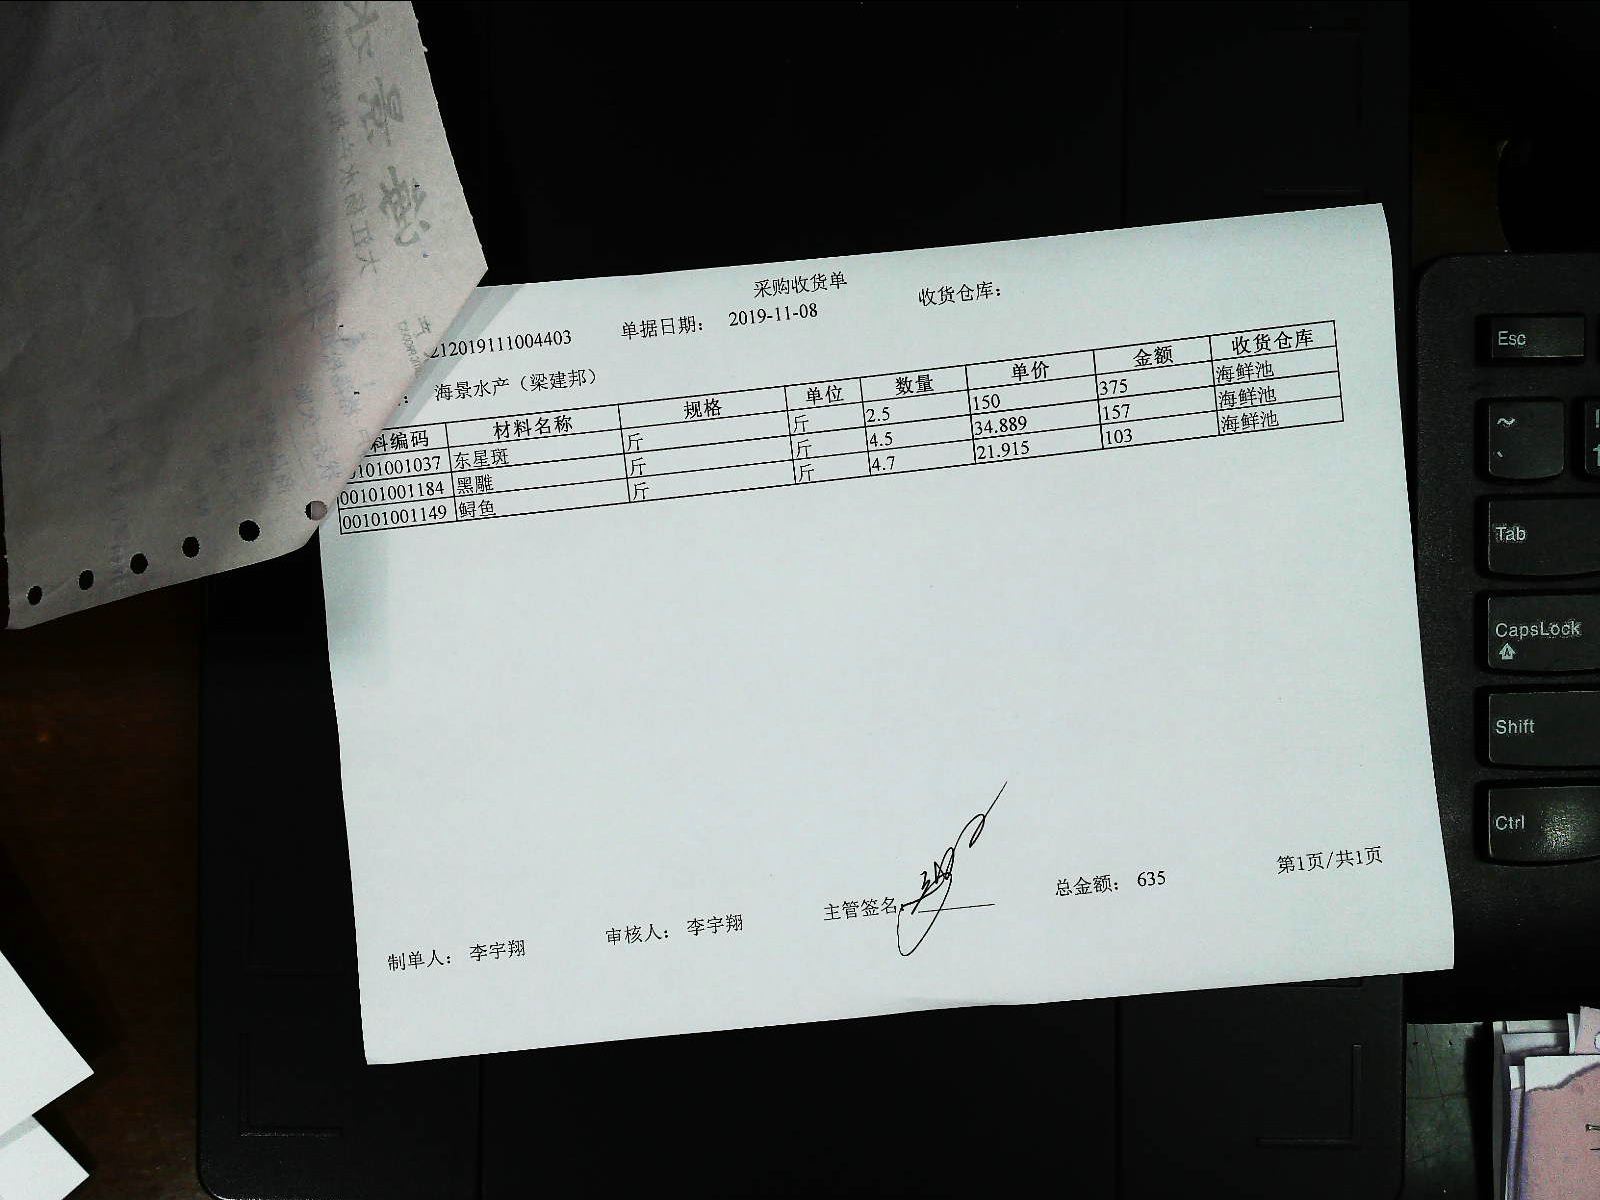 采购收货单
212019111004403 单据日期： 2019-11-08 收货仓库：
： 海景水产（梁建邦）
料编码 材料名称 规格 单位 数量 单价 金额 收货仓库
0101001037 东星斑 斤 斤 2.5 150 375 海鲜池
00101001184 黑雕 斤 斤 4.5 34.889 157 海鲜池
00101001149 鲟鱼 斤 斤 4.7 21.915 103 海鲜池
制单人： 李宇翔 审核人： 李宇翔 主管签名 总金额： 635 第1页/共1页
Esc
~
Tab
CapsLock
Shift
Ctrl